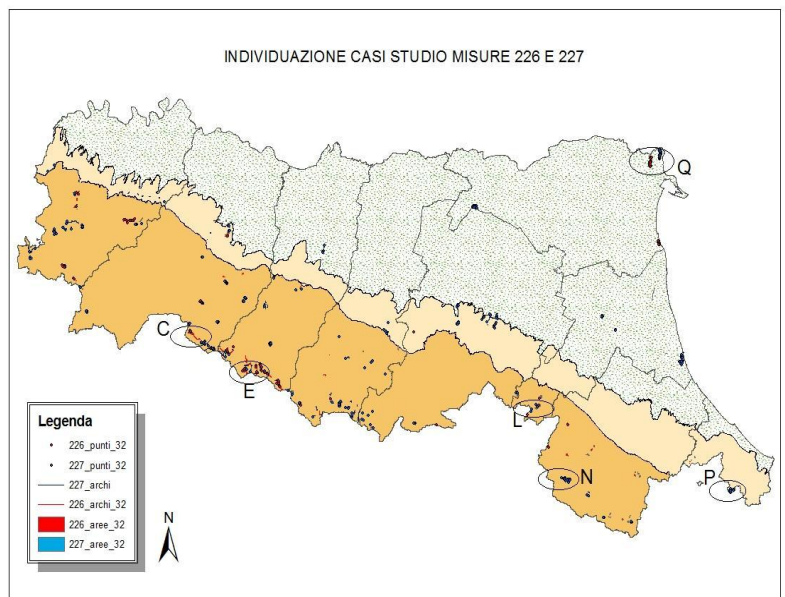 INDIVIDUAZIONE CASI STUDIO MISURE 226 E 227
Q
C
E
L
N
P
Legenda
226_punti_32
227_punti_32
227_archi
226_archi_32
226_aree_32
227_aree_32
N